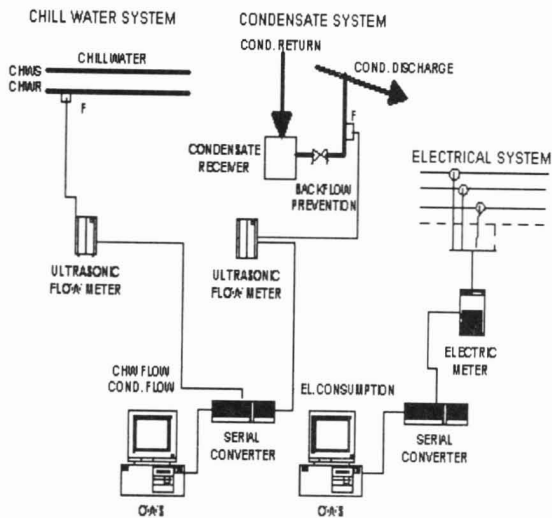 CHILL WATER SYSTEM
CONDENSATE SYSTEM
COND. RETURN
CHILLWATER
CHWS
CHWR
F
COND. DISCHARGE
F
CONDENSATE
RECEIVER
BACKFLOW
PREVENTION
ELECTRICAL SYSTEM
ULTRASONIC
FLOW METER
ULTRASONIC
FLOW METER
ELECTRIC
METER
CHW FLOW
COND. FLOW
EL.CONSUMPTION
SERIAL
CONVERTER
SERIAL
CONVERTER